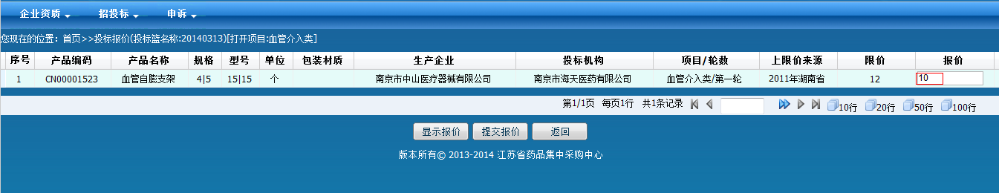 企业资质 招投标 申诉
您现在的位置：首页>>投标报价(投标篮名称:20140313)[打开项目:血管介入类]
序号 产品编码 产品名称 规格 型号 单位 包装材质 生产企业 投标机构 项目/轮数 上限价来源 限价 报价
1 CN00001523 血管自膨支架 4|5 15|15 个 南京市中山医疗器械有限公司 南京市海天医药有限公司 血管介入类/第一轮 2011年湖南省 12 10
第1/1页 每页1行 共1条记录 10行 20行 50行 100行
显示报价 提交报价 返回
版本所有© 2013-2014 江苏省药品集中采购中心